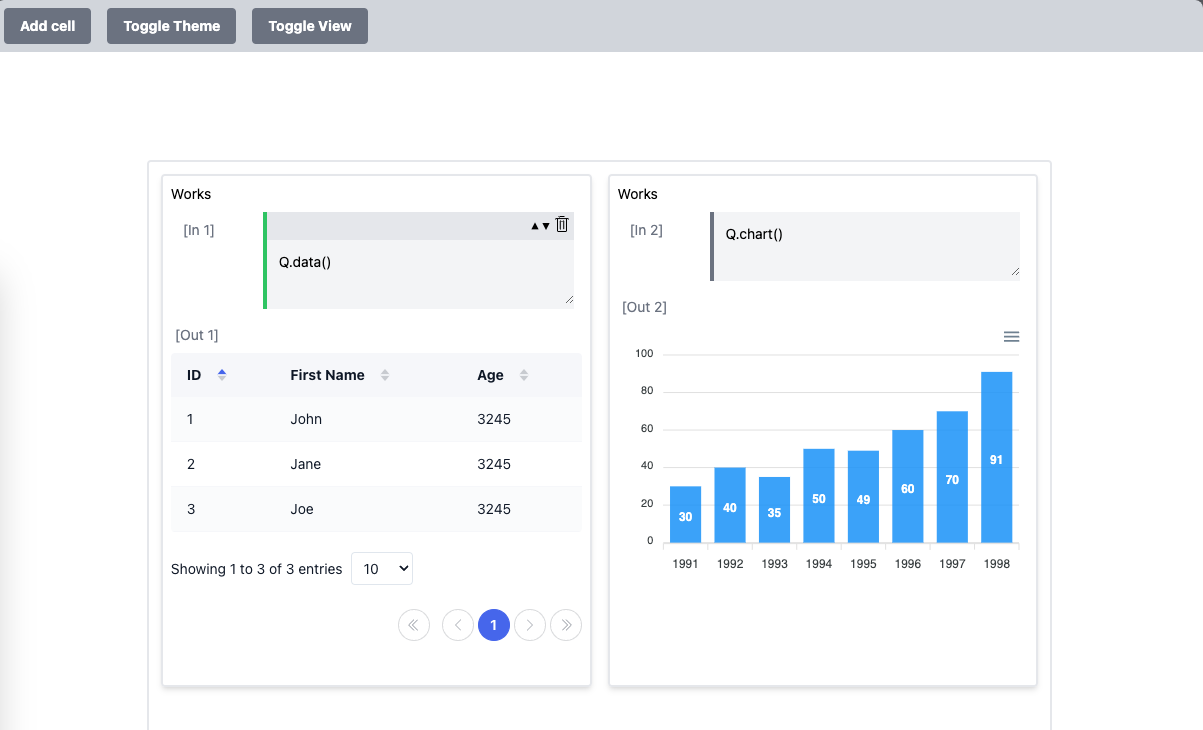 Add cell Toggle Theme Toggle View
Works
[In 1]
Q.data()
[Out 1]
ID First Name Age
1 John 3245
2 Jane 3245
3 Joe 3245
Showing 1 to 3 of 3 entries 10
1
Works
[In 2]
Q.chart()
[Out 2]
100
80
60
40
20
0
30 40 35 50 49 60 70 91
1991 1992 1993 1994 1995 1996 1997 1998